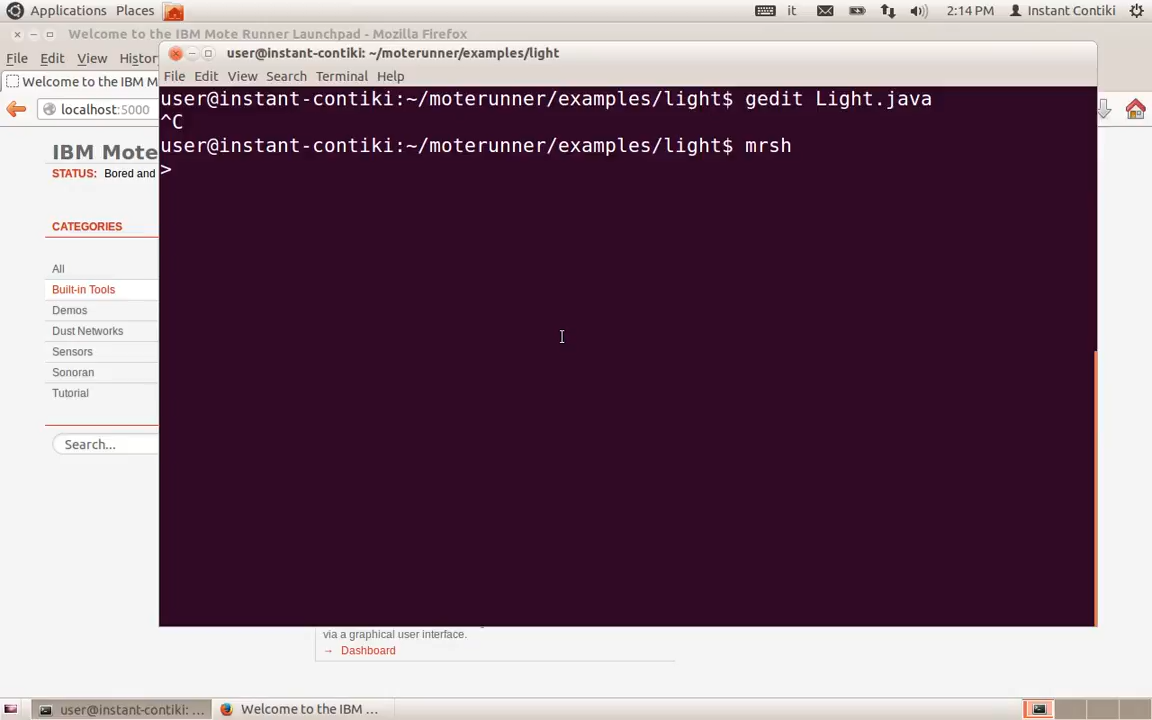 Applications Places it 2:14 PM Instant Contiki
Welcome to the IBM Mote Runner Launchpad - Mozilla Firefox
File Edit View Histor
Welcome to the IBM M
localhost:5000
user@instant-contiki: ~/moterunner/examples/light
File Edit View Search Terminal Help
user@instant-contiki:~/moterunner/examples/light$ gedit Light.java
^C
user@instant-contiki:~/moterunner/examples/light$ mrsh
>
IBM Mote
STATUS: Bored and
CATEGORIES
All
Built-in Tools
Demos
Dust Networks
Sensors
Sonoran
Tutorial
Search...
via a graphical user interface.
→ Dashboard
user@instant-contiki: ...
Welcome to the IBM M...